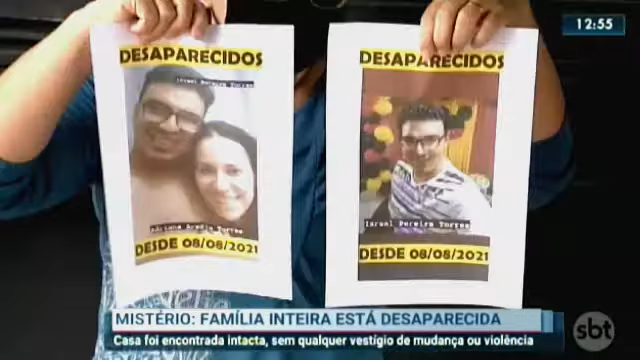 12:55
DESAPARECIDOS
Israel Pereira Torres
Adriana Araújo Torres
DESDE 08/08/2021
DESAPARECIDOS
Israel Pereira Torres
DESDE 08/08/2021
MISTÉRIO: FAMÍLIA INTEIRA ESTÁ DESAPARECIDA
Casa foi encontrada intacta, sem qualquer vestígio de mudança ou violência
sbt